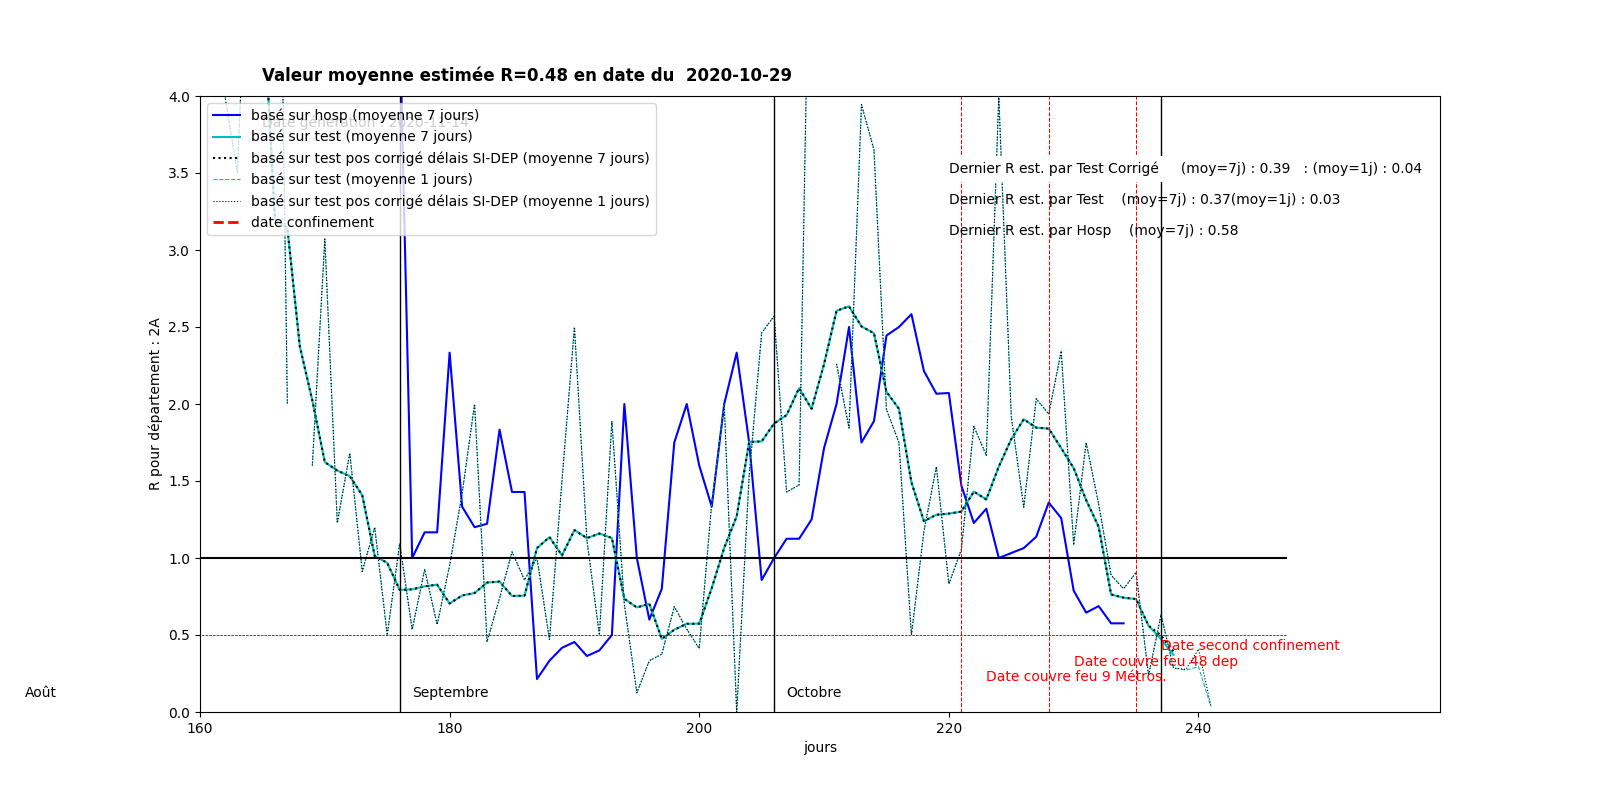 Valeur moyenne estimée R=0.48 en date du  2020-10-29
Date génération : 2020-11-14
basé sur hosp (moyenne 7 jours)
basé sur test (moyenne 7 jours)
basé sur test pos corrigé délais SI-DEP (moyenne 7 jours)
basé sur test (moyenne 1 jours)
basé sur test pos corrigé délais SI-DEP (moyenne 1 jours)
date confinement
Dernier R est. par Test Corrigé (moy=7j) : 0.39 : (moy=1j) : 0.04
Dernier R est. par Test (moy=7j) : 0.37(moy=1j) : 0.03
Dernier R est. par Hosp (moy=7j) : 0.58
4.0
3.5
3.0
2.5
2.0
1.5
1.0
0.5
0.0
R pour département : 2A
Date second confinement
Date couvre feu 48 dep
Date couvre feu 9 Métros.
Août
Septembre
Octobre
160
180
200
220
240
jours